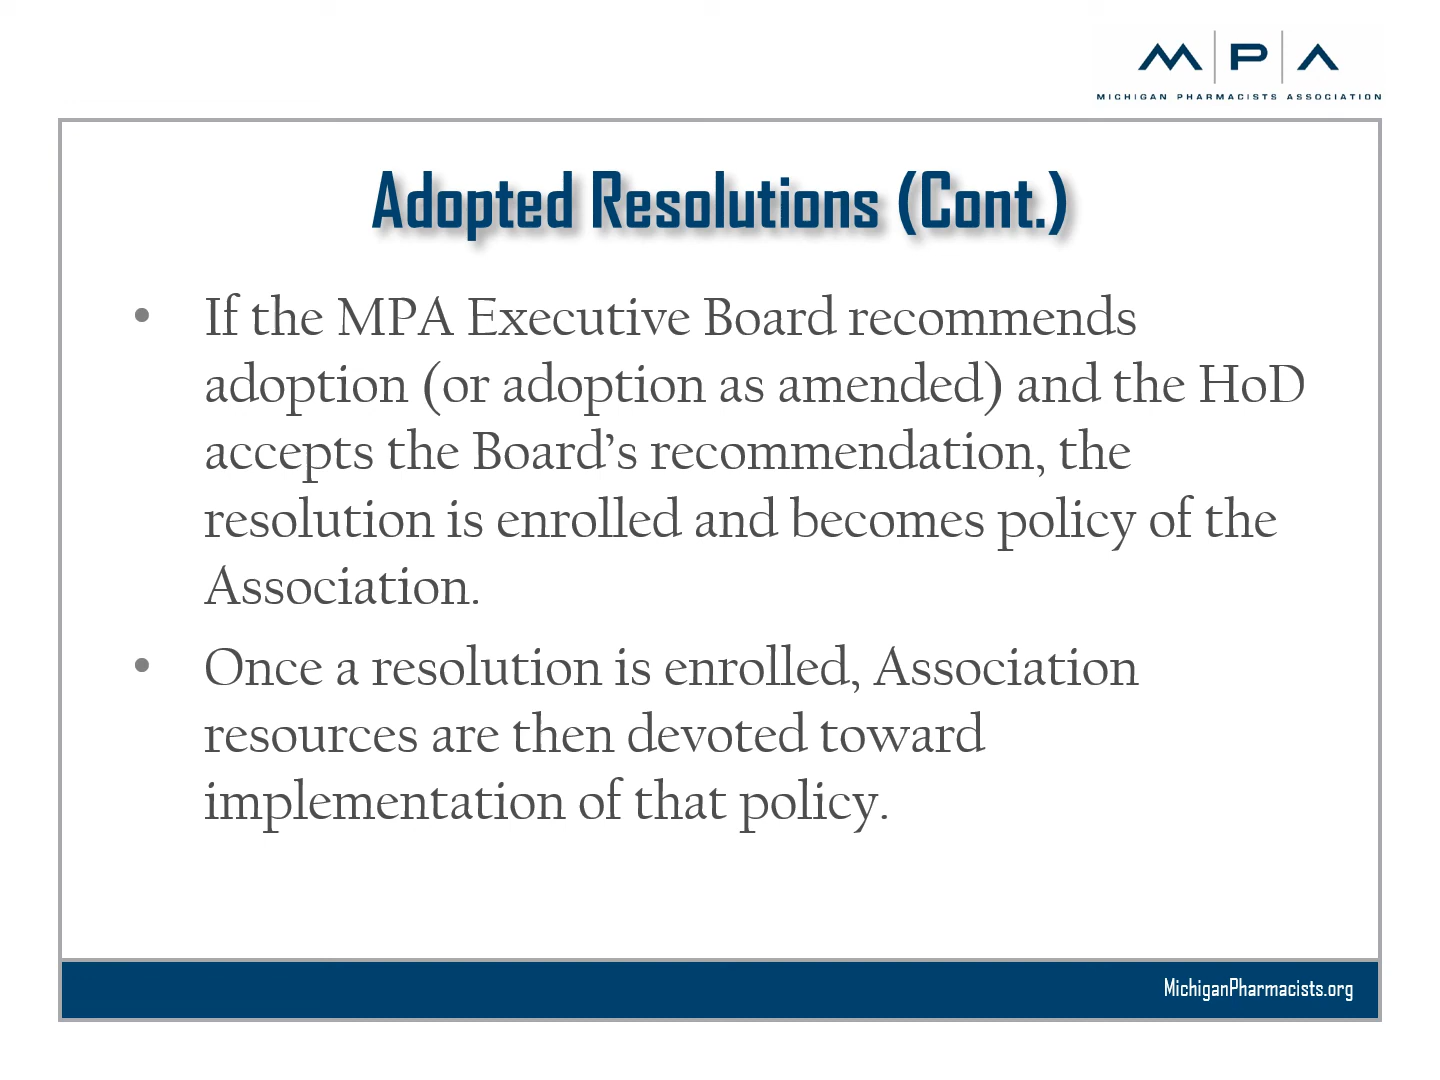 M P A
MICHIGAN PHARMACISTS ASSOCIATION
Adopted Resolutions (Cont.)
• If the MPA Executive Board recommends
adoption (or adoption as amended) and the HoD
accepts the Board’s recommendation, the
resolution is enrolled and becomes policy of the
Association.
• Once a resolution is enrolled, Association
resources are then devoted toward
implementation of that policy.
MichiganPharmacists.org